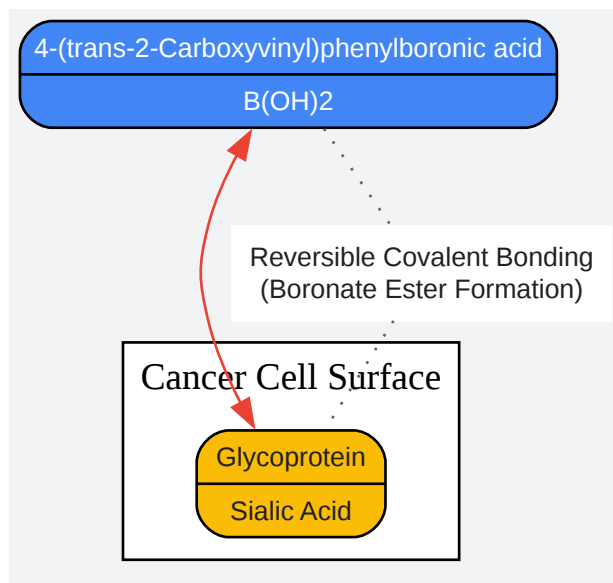 4-(trans-2-Carboxyvinyl)phenylboronic acid
B(OH)2
Reversible Covalent Bonding
(Boronate Ester Formation)
Cancer Cell Surface
Glycoprotein
Sialic Acid